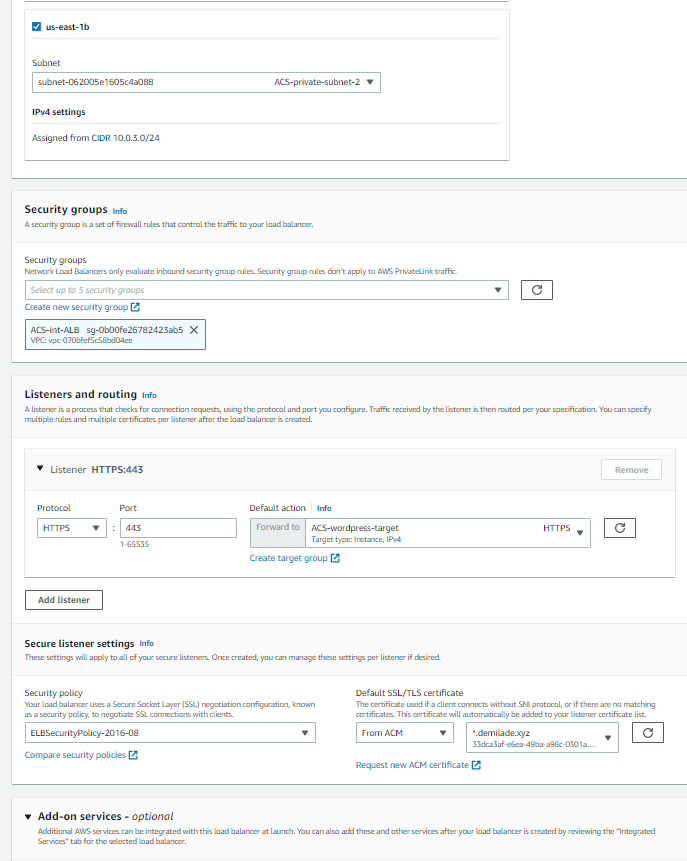 us-east-1b
Subnet
subnet-062005e1605c4a088 ACS-private-subnet-2
IPv4 settings
Assigned from CIDR 10.0.3.0/24
Security groups Info
A security group is a set of firewall rules that control the traffic to your load balancer.
Security groups
Network Load Balancers only evaluate inbound security group rules. Security group rules don't apply to AWS PrivateLink traffic.
Select up to 5 security groups
Create new security group
ACS-int-ALB sg-0b00fe26782423ab5
VPC: vpc-070bfef5c58bd04ee
Listeners and routing Info
A listener is a process that checks for connection requests, using the protocol and port you configure. Traffic received by the listener is then routed per your specification. You can specify
multiple rules and multiple certificates per listener after the load balancer is created.
Listener HTTPS:443 Remove
Protocol Port Default action Info
HTTPS : 443 Forward to ACS-wordpress-target HTTPS
Target type: Instance, IPv4
1-65535
Create target group
Add listener
Secure listener settings Info
These settings will apply to all of your secure listeners. Once created, you can manage these settings per listener if desired.
Security policy
Your load balancer uses a Secure Socket Layer (SSL) negotiation configuration, known
as a security policy, to negotiate SSL connections with clients.
ELBSecurityPolicy-2016-08
Compare security policies
Default SSL/TLS certificate
The certificate used if a client connects without SNI protocol, or if there are no matching
certificates. This certificate will automatically be added to your listener certificate list.
From ACM *.demilade.xyz
33dca3af-e6ea-49ba-a98c-0301a...
Request new ACM certificate
Add-on services - optional
Additional AWS services can be integrated with this load balancer at launch. You can also add these and other services after your load balancer is created by reviewing the "Integrated
Services" tab for the selected load balancer.